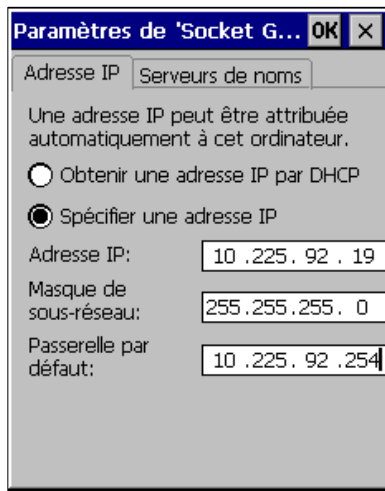 Paramètres de 'Socket G... OK ×
Adresse IP Serveurs de noms
Une adresse IP peut être attribuée
automatiquement à cet ordinateur.
Obtenir une adresse IP par DHCP
Spécifier une adresse IP
Adresse IP: 10 .225. 92 . 19
Masque de
sous-réseau: 255.255.255. 0
Passerelle par
défaut: 10 .225. 92 .254